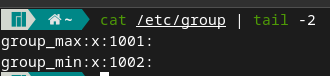 ~ cat /etc/group | tail -2
group_max:x:1001:
group_min:x:1002: